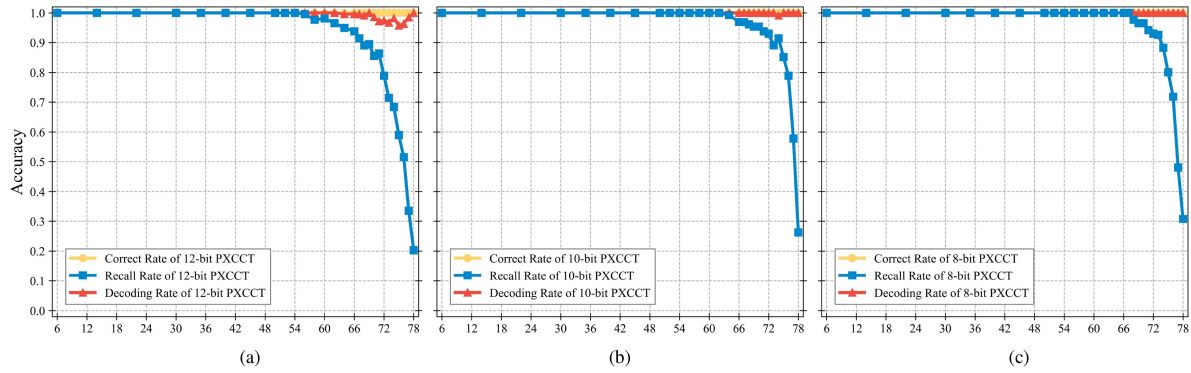 1.0
0.9
0.8
0.7
0.6
0.5
0.4
0.3
0.2
0.1
0.0
Accuracy
Correct Rate of 12-bit PXCCT
Recall Rate of 12-bit PXCCT
Decoding Rate of 12-bit PXCCT
6 12 18 24 30 36 42 48 54 60 66 72 78
(a)
Correct Rate of 10-bit PXCCT
Recall Rate of 10-bit PXCCT
Decoding Rate of 10-bit PXCCT
6 12 18 24 30 36 42 48 54 60 66 72 78
(b)
Correct Rate of 8-bit PXCCT
Recall Rate of 8-bit PXCCT
Decoding Rate of 8-bit PXCCT
6 12 18 24 30 36 42 48 54 60 66 72 78
(c)